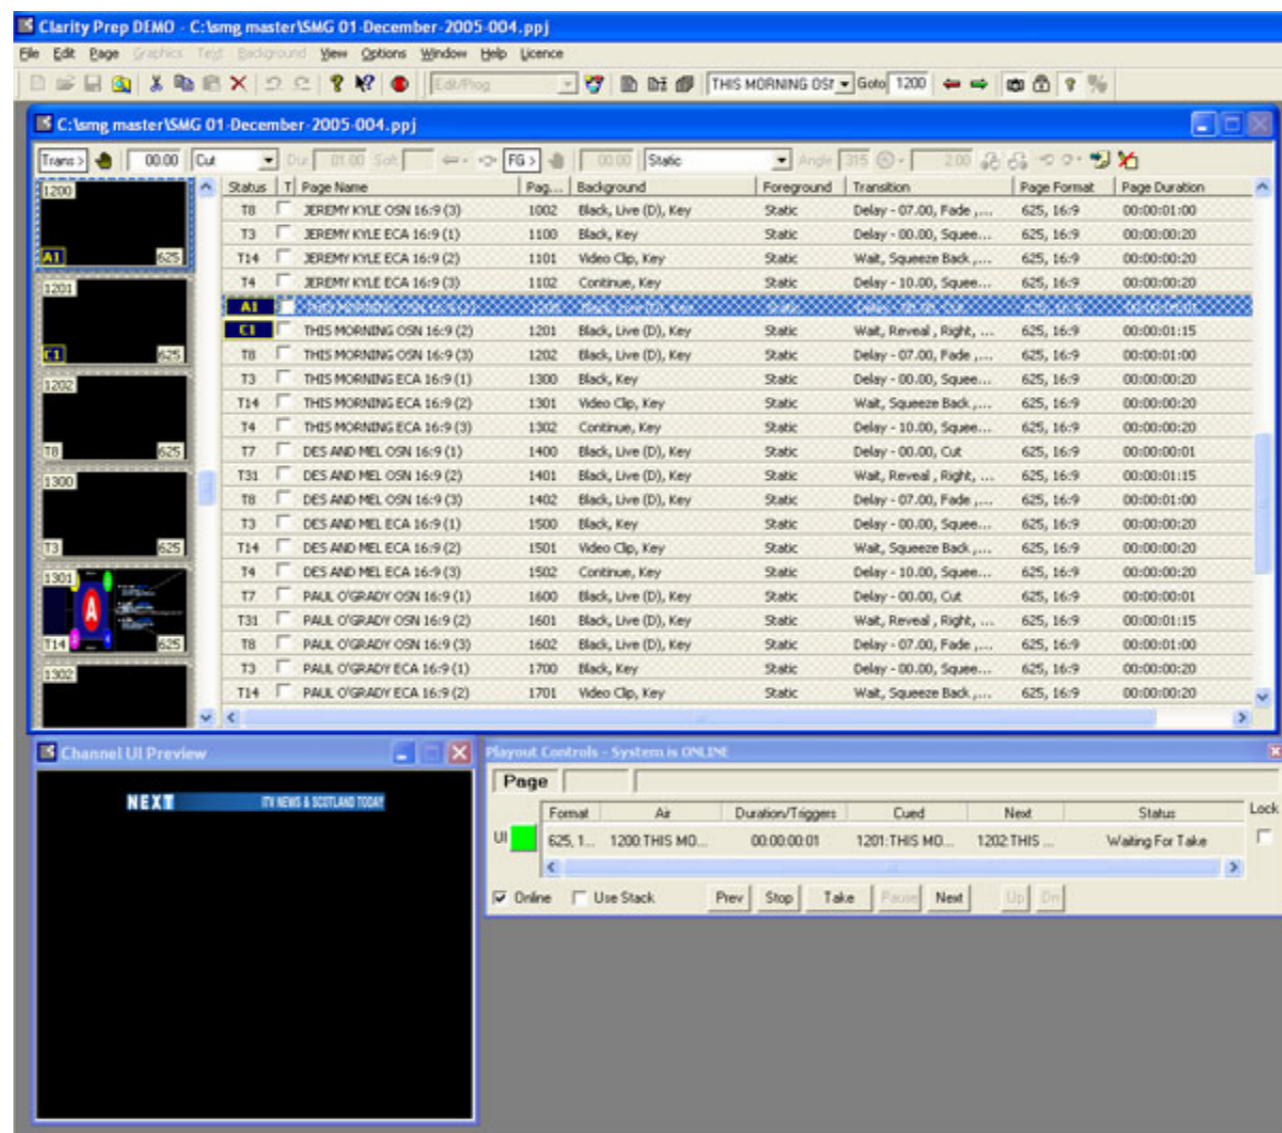 Clarity Prep DEMO - C:\smg master\SMG 01-December-2005-004.ppj
File Edit Page Graphics Text Background View Options Window Help Licence
Edit/Prog THIS MORNING OSN Goto 1200
C:\smg master\SMG 01-December-2005-004.ppj
Trans > 00.00 Cut Dur 01.00 Soft FG > 00.00 Static Angle 315 2.00
Status T Page Name Pag... Background Foreground Transition Page Format Page Duration
T8 JEREMY KYLE OSN 16:9 (3) 1002 Black, Live (D), Key Static Delay - 07.00, Fade ,... 625, 16:9 00:00:01:00
T3 JEREMY KYLE ECA 16:9 (1) 1100 Black, Key Static Delay - 00.00, Squee... 625, 16:9 00:00:00:20
T14 JEREMY KYLE ECA 16:9 (2) 1101 Video Clip, Key Static Wait, Squeeze Back ,... 625, 16:9 00:00:00:20
T4 JEREMY KYLE ECA 16:9 (3) 1102 Continue, Key Static Delay - 10.00, Squee... 625, 16:9 00:00:00:20
A1
C1 THIS MORNING OSN 16:9 (2) 1201 Black, Live (D), Key Static Wait, Reveal , Right, ... 625, 16:9 00:00:01:15
T8 THIS MORNING OSN 16:9 (3) 1202 Black, Live (D), Key Static Delay - 07.00, Fade ,... 625, 16:9 00:00:01:00
T3 THIS MORNING ECA 16:9 (1) 1300 Black, Key Static Delay - 00.00, Squee... 625, 16:9 00:00:00:20
T14 THIS MORNING ECA 16:9 (2) 1301 Video Clip, Key Static Wait, Squeeze Back ,... 625, 16:9 00:00:00:20
T4 THIS MORNING ECA 16:9 (3) 1302 Continue, Key Static Delay - 10.00, Squee... 625, 16:9 00:00:00:20
T7 DES AND MEL OSN 16:9 (1) 1400 Black, Live (D), Key Static Delay - 00.00, Cut 625, 16:9 00:00:00:01
T31 DES AND MEL OSN 16:9 (2) 1401 Black, Live (D), Key Static Wait, Reveal , Right, ... 625, 16:9 00:00:01:15
T8 DES AND MEL OSN 16:9 (3) 1402 Black, Live (D), Key Static Delay - 07.00, Fade ,... 625, 16:9 00:00:01:00
T3 DES AND MEL ECA 16:9 (1) 1500 Black, Key Static Delay - 00.00, Squee... 625, 16:9 00:00:00:20
T14 DES AND MEL ECA 16:9 (2) 1501 Video Clip, Key Static Wait, Squeeze Back ,... 625, 16:9 00:00:00:20
T4 DES AND MEL ECA 16:9 (3) 1502 Continue, Key Static Delay - 10.00, Squee... 625, 16:9 00:00:00:20
T7 PAUL O'GRADY OSN 16:9 (1) 1600 Black, Live (D), Key Static Delay - 00.00, Cut 625, 16:9 00:00:00:01
T31 PAUL O'GRADY OSN 16:9 (2) 1601 Black, Live (D), Key Static Wait, Reveal , Right, ... 625, 16:9 00:00:01:15
T8 PAUL O'GRADY OSN 16:9 (3) 1602 Black, Live (D), Key Static Delay - 07.00, Fade ,... 625, 16:9 00:00:01:00
T3 PAUL O'GRADY ECA 16:9 (1) 1700 Black, Key Static Delay - 00.00, Squee... 625, 16:9 00:00:00:20
T14 PAUL O'GRADY ECA 16:9 (2) 1701 Video Clip, Key Static Wait, Squeeze Back ,... 625, 16:9 00:00:00:20
1200
A1 625
1201
C1 625
1202
T8 625
1300
T3 625
1301
A
T14 625
1302
Channel UI Preview
NEXT ITV NEWS & SCOTLAND TODAY
Playout Controls - System is ONLINE
Page
Format Air Duration/Triggers Cued Next Status Lock
UI 625, 1... 1200:THIS MO... 00:00:00:01 1201:THIS MO... 1202:THIS ... Waiting For Take
Online Use Stack Prev Stop Take Pause Next Up Dn